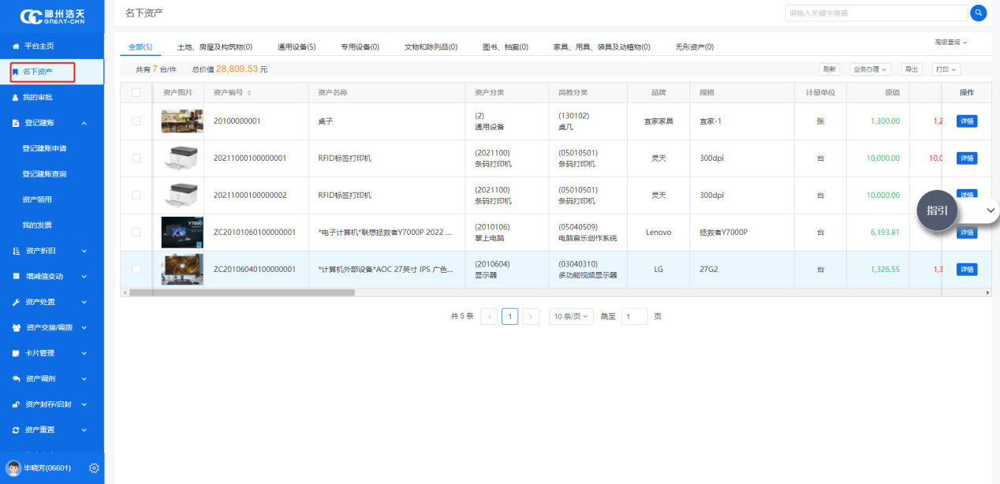 神州浩天
GREAT-CHN
平台主页
名下资产
我的审批
登记建账
登记建账申请
登记建账查询
资产领用
我的发票
资产折旧
增减值变动
资产处置
资产交接/调拨
卡片管理
资产调剂
资产封存/启封
资产重置
毕晓芳(06601)
名下资产
请输入关键字搜索
全部(5) 土地、房屋及构筑物(0) 通用设备(5) 专用设备(0) 文物和陈列品(0) 图书、档案(0) 家具、用具、装具及动植物(0) 无形资产(0) 高级查询
共有 7 台/件 总价值 28,809.53 元 刷新 业务办理 导出 打印
资产图片 资产编号 资产名称 资产分类 高教分类 品牌 规格 计量单位 原值 操作
20100000001 桌子 (2) 通用设备 (130102) 桌几 宜家家具 宜家-1 张 1,300.00 1,2 详情
20211000100000001 RFID标签打印机 (2021100) 条码打印机 (05010501) 条码打印机 灵天 300dpi 台 10,000.00 10,0 详情
20211000100000002 RFID标签打印机 (2021100) 条码打印机 (05010501) 条码打印机 灵天 300dpi 台 10,000.00 详情
指引
Y7000
ZC20101060100000001 *电子计算机*联想拯救者Y7000P 2022 ... (2010106) 掌上电脑 (05040509) 电脑音乐创作系统 Lenovo 拯救者Y7000P 台 6,193.81 详情
ZC20106040100000001 *计算机外部设备*AOC 27英寸 IPS 广色... (2010604) 显示器 (03040310) 多功能视频显示器 LG 27G2 台 1,326.55 1,3 详情
共 5 条 1 10 条/页 跳至 1 页